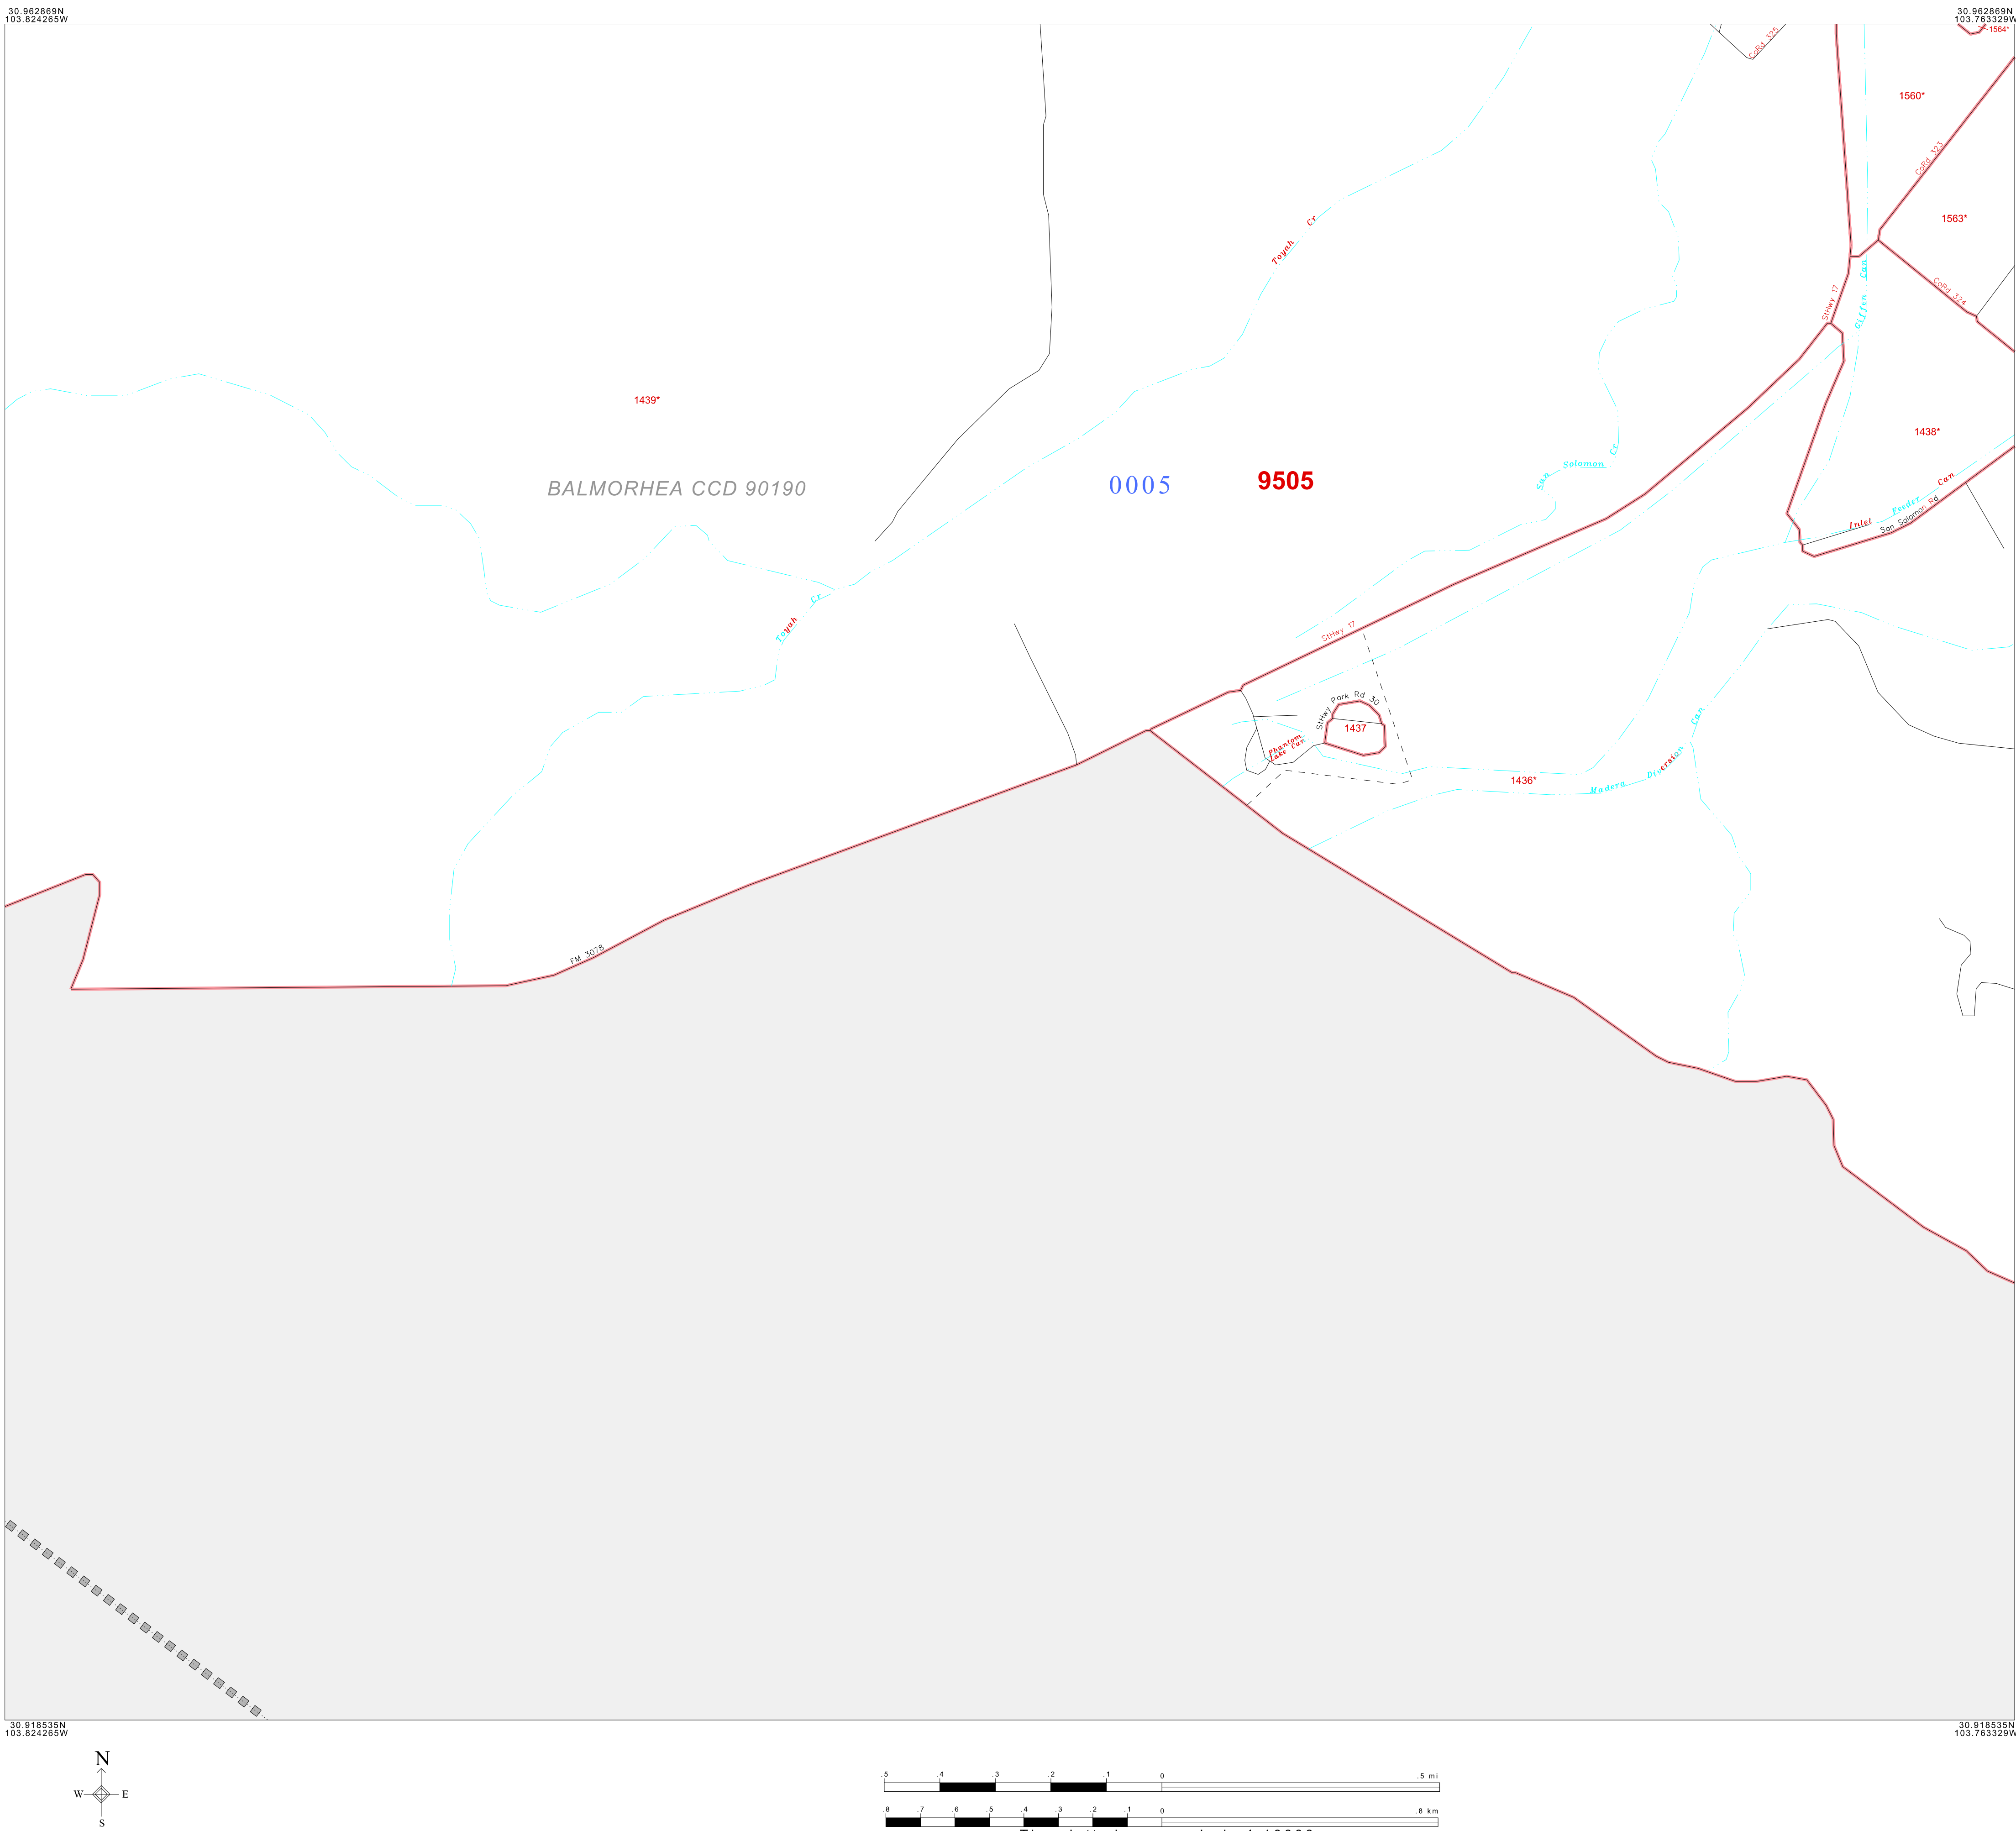 30.962869N
103.824265W
30.962869N
103.763329W
1564*
CoRd 325
1560*
CoRd 323
1563*
Toyah Cr
Giffen Can
CoRd 324
StHwy 17
1439*
1438*
San Solomon Cr
BALMORHEA CCD 90190
0005
9505
Inlet Feeder Can
San Salomon Rd
Toyah Cr
StHwy 17
StHwy Park Rd 30
1437
Phantom
Lake Can
Madera Diversion Can
1436*
FM 3078
30.918535N
103.824265W
30.918535N
103.763329W
N
W E
S
.5 .4 .3 .2 .1 0 .5 mi
.8 .7 .6 .5 .4 .3 .2 .1 0 .8 km